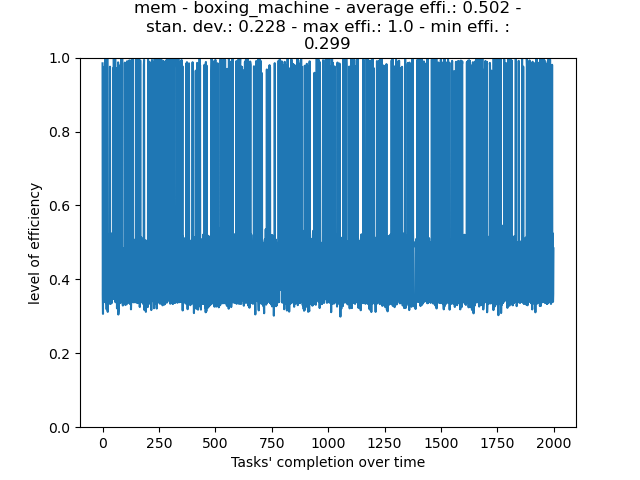 mem - boxing_machine - average effi.: 0.502 -
stan. dev.: 0.228 - max effi.: 1.0 - min effi. :
0.299
1.0
0.8
0.6
0.4
0.2
0.0
level of efficiency
0 250 500 750 1000 1250 1500 1750 2000
Tasks' completion over time